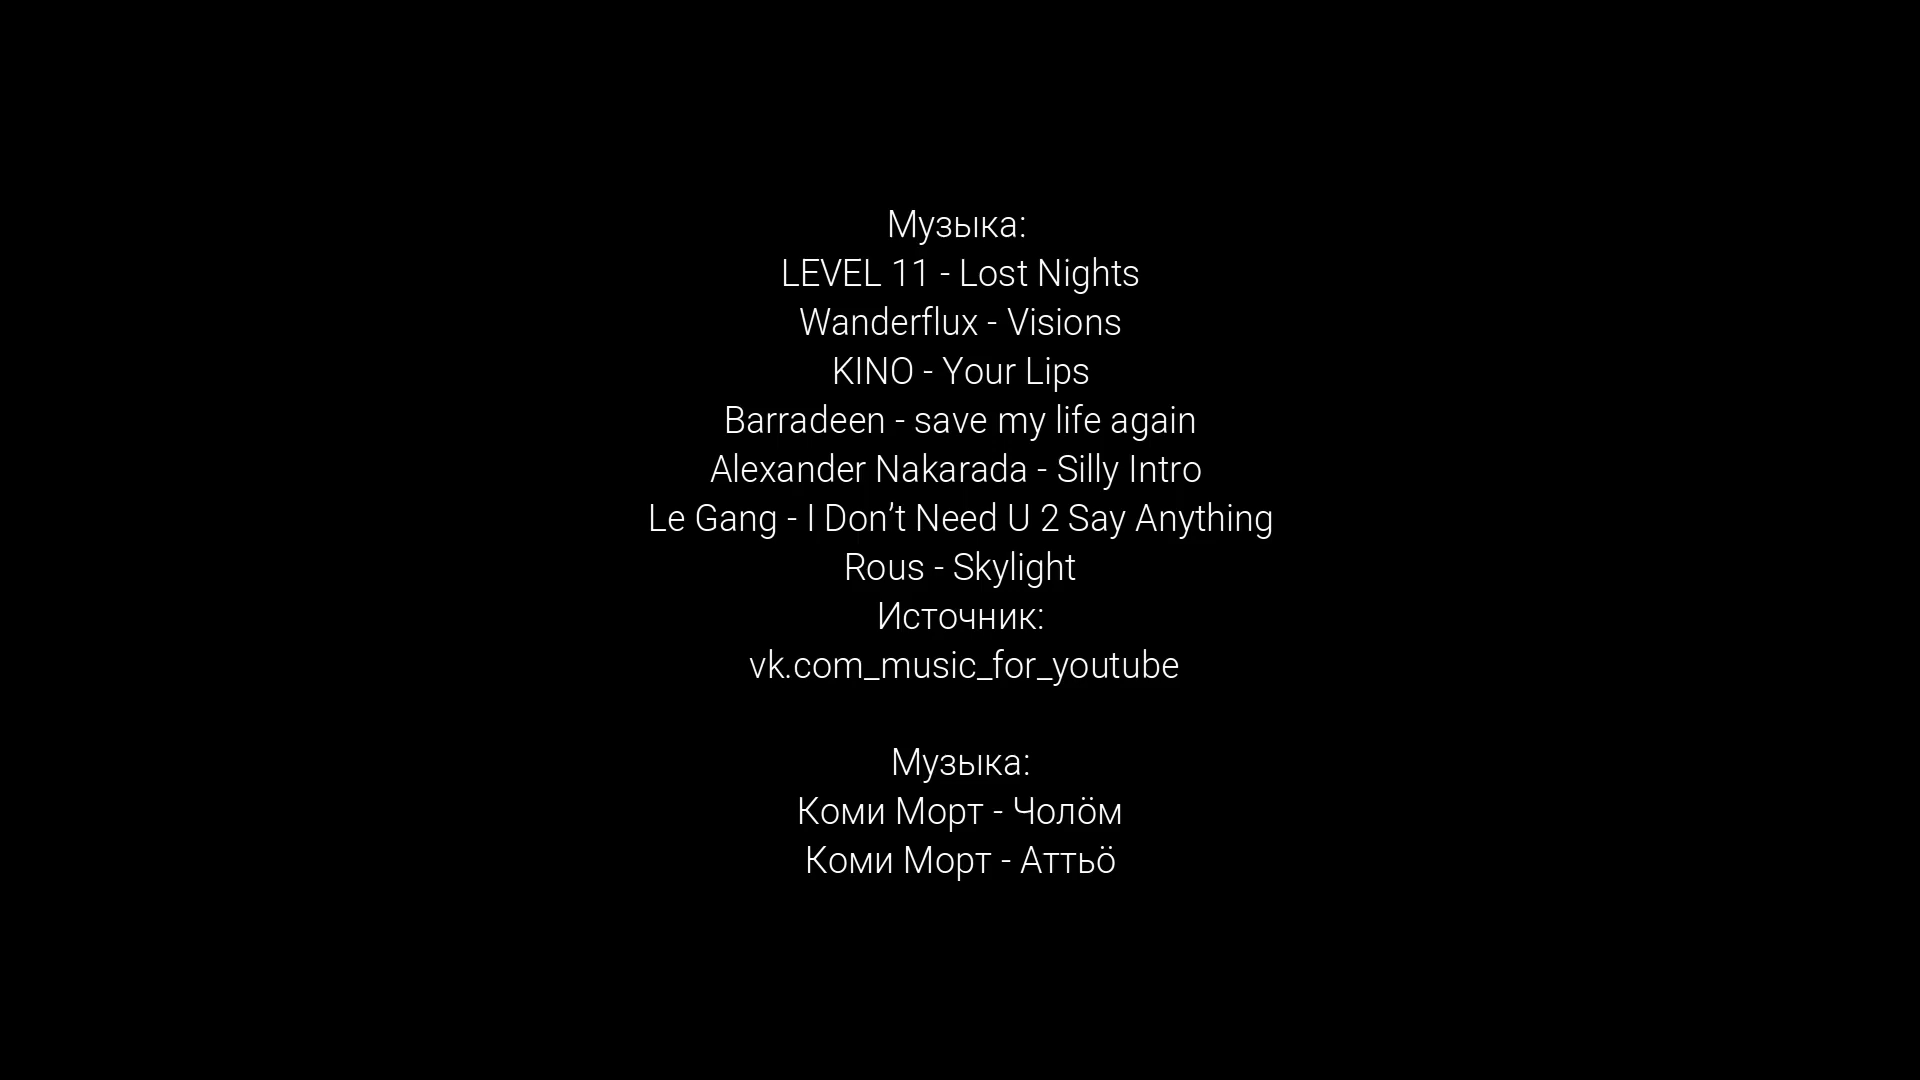 Музыка:
LEVEL 11 - Lost Nights
Wanderflux - Visions
KINO - Your Lips
Barradeen - save my life again
Alexander Nakarada - Silly Intro
Le Gang - I Don’t Need U 2 Say Anything
Rous - Skylight
Источник:
vk.com_music_for_youtube
Музыка:
Коми Морт - Чолӧм
Коми Морт - Аттьӧ